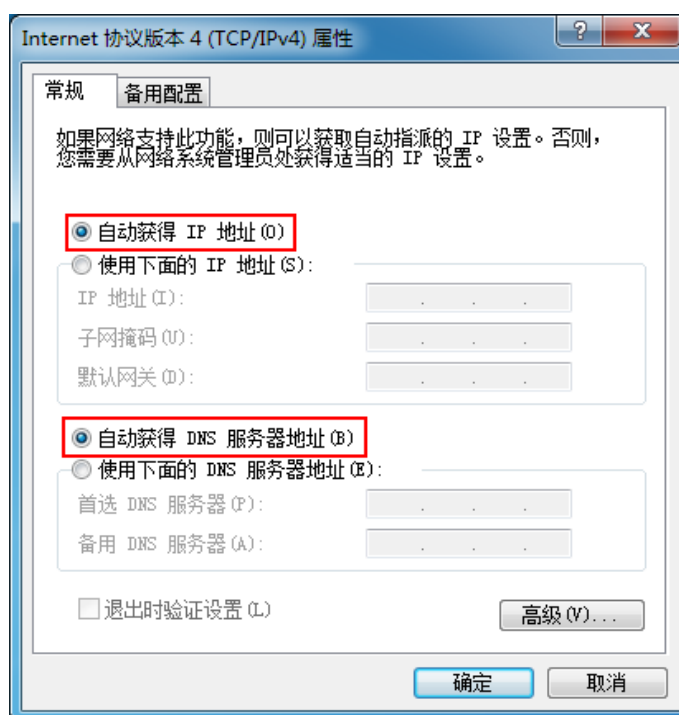 Internet 协议版本 4 (TCP/IPv4) 属性
常规
备用配置
如果网络支持此功能，则可以获取自动指派的 IP 设置。否则，
您需要从网络系统管理员处获得适当的 IP 设置。
自动获得 IP 地址(O)
使用下面的 IP 地址(S):
IP 地址(I):
子网掩码(U):
默认网关(D):
自动获得 DNS 服务器地址(B)
使用下面的 DNS 服务器地址(E):
首选 DNS 服务器(P):
备用 DNS 服务器(A):
退出时验证设置(L)
高级(V)...
确定
取消